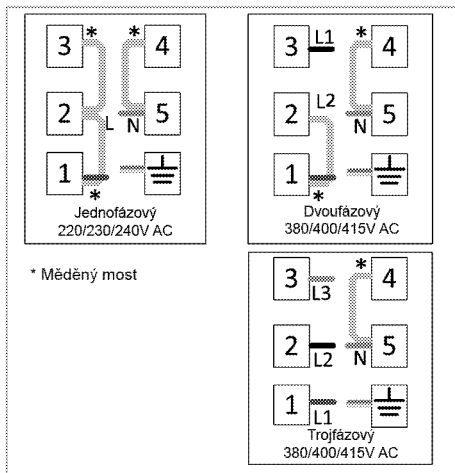 3 * * 4
2 L N 5
1 *
Jednofázový
220/230/240V AC
3 L1 * 4
2 L2 N 5
1 *
Dvoufázový
380/400/415V AC
* Měděný most
3 L3 * 4
2 L2 N 5
1 L1
Trojfázový
380/400/415V AC